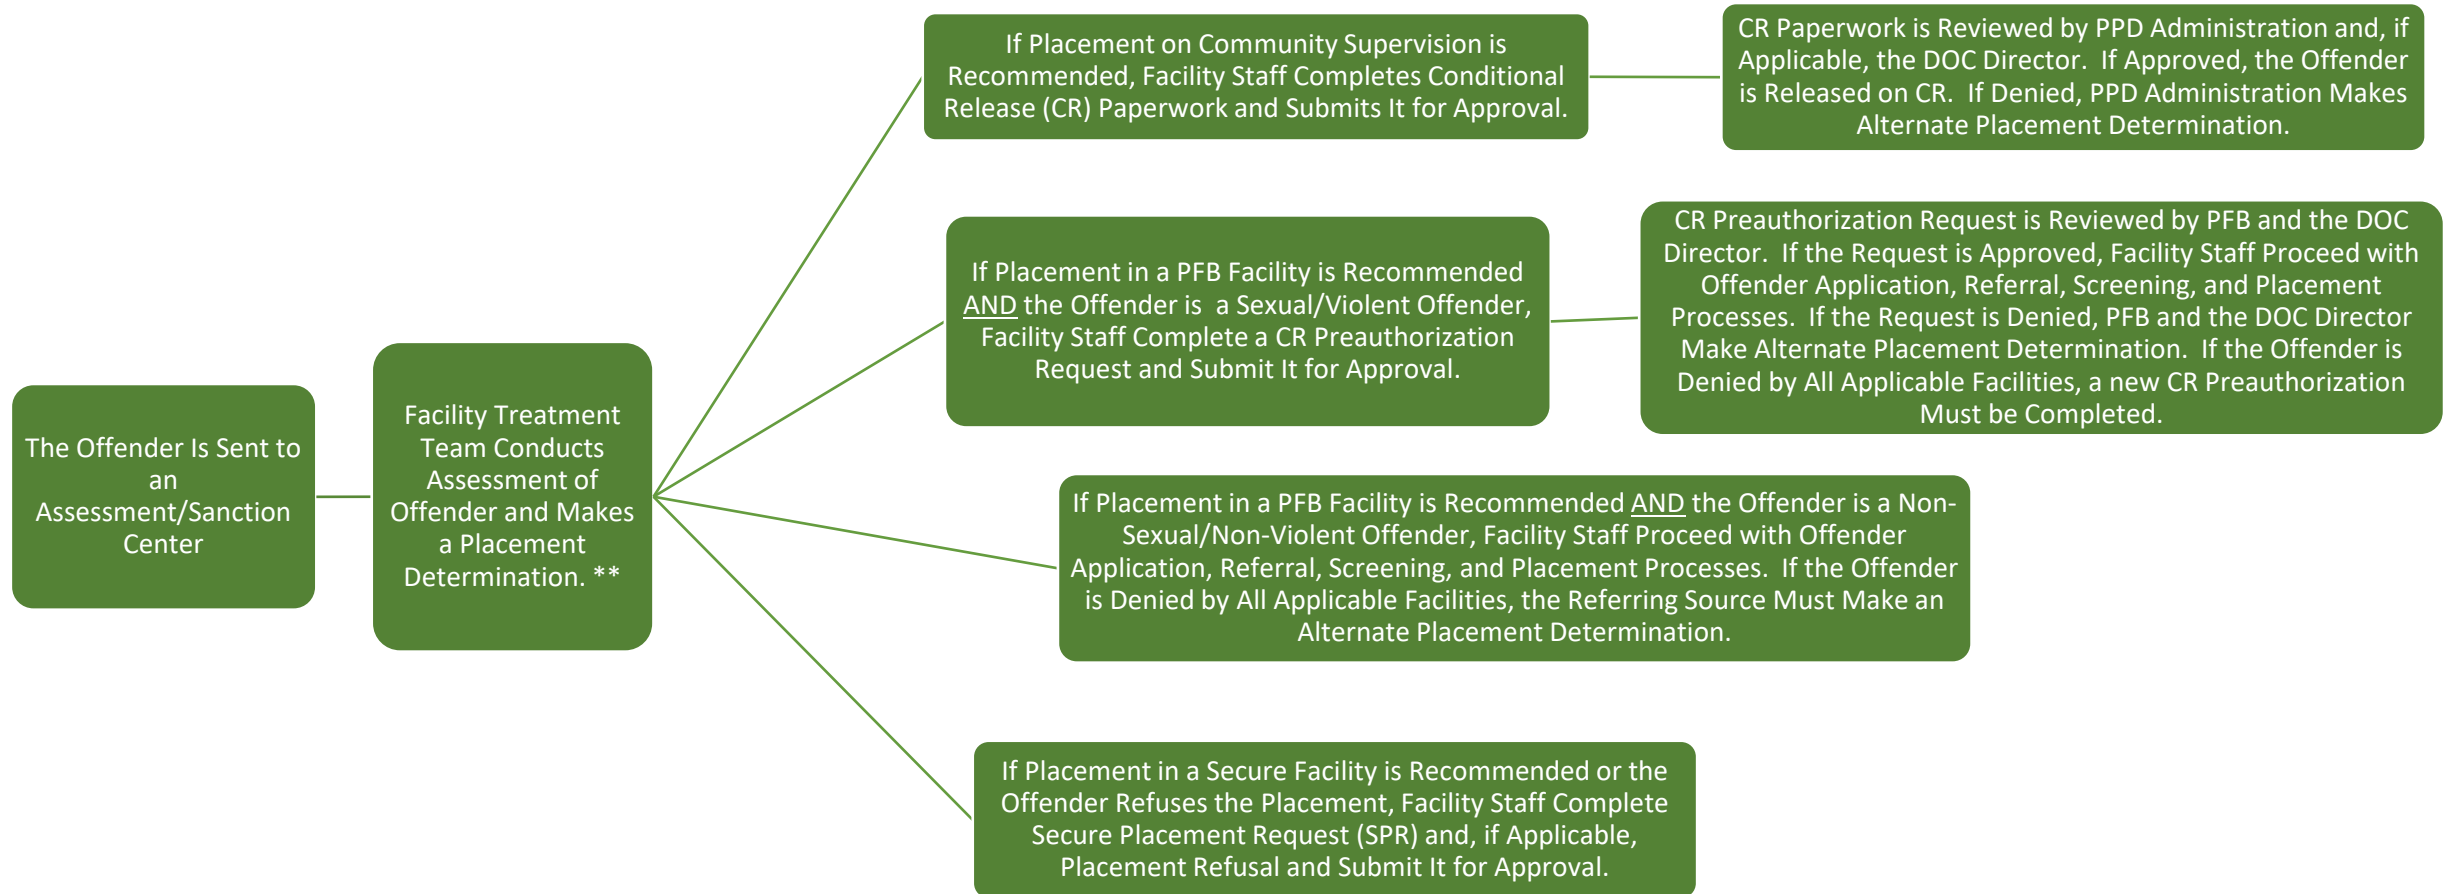 The Offender Is Sent to
an
Assessment/Sanction
Center
Facility Treatment
Team Conducts
Assessment of
Offender and Makes
a Placement
Determination. **
If Placement on Community Supervision is
Recommended, Facility Staff Completes Conditional
Release (CR) Paperwork and Submits It for Approval.
CR Paperwork is Reviewed by PPD Administration and, if
Applicable, the DOC Director. If Approved, the Offender
is Released on CR. If Denied, PPD Administration Makes
Alternate Placement Determination.
If Placement in a PFB Facility is Recommended
AND the Offender is a Sexual/Violent Offender,
Facility Staff Complete a CR Preauthorization
Request and Submit It for Approval.
CR Preauthorization Request is Reviewed by PFB and the DOC
Director. If the Request is Approved, Facility Staff Proceed with
Offender Application, Referral, Screening, and Placement
Processes. If the Request is Denied, PFB and the DOC Director
Make Alternate Placement Determination. If the Offender is
Denied by All Applicable Facilities, a new CR Preauthorization
Must be Completed.
If Placement in a PFB Facility is Recommended AND the Offender is a Non-
Sexual/Non-Violent Offender, Facility Staff Proceed with Offender
Application, Referral, Screening, and Placement Processes. If the Offender
is Denied by All Applicable Facilities, the Referring Source Must Make an
Alternate Placement Determination.
If Placement in a Secure Facility is Recommended or the
Offender Refuses the Placement, Facility Staff Complete
Secure Placement Request (SPR) and, if Applicable,
Placement Refusal and Submit It for Approval.